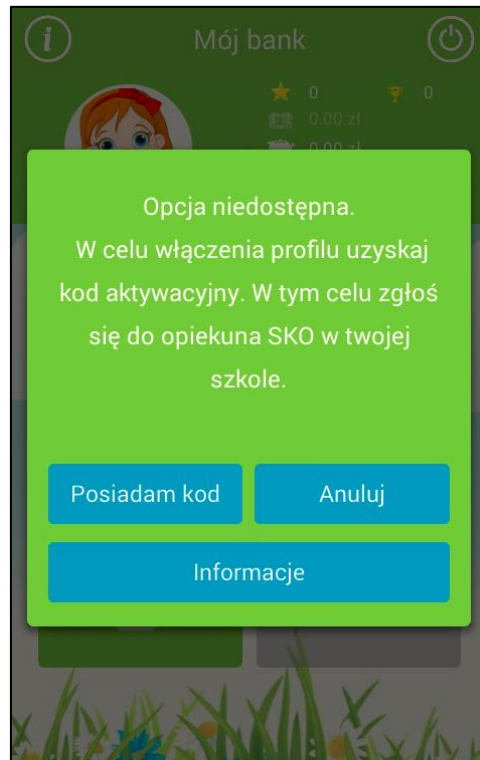 i
Mój bank
0 0
0.00 zł
0.00 zł
Opcja niedostępna.
W celu włączenia profilu uzyskaj
kod aktywacyjny. W tym celu zgłoś
się do opiekuna SKO w twojej
szkole.
Posiadam kod Anuluj
Informacje